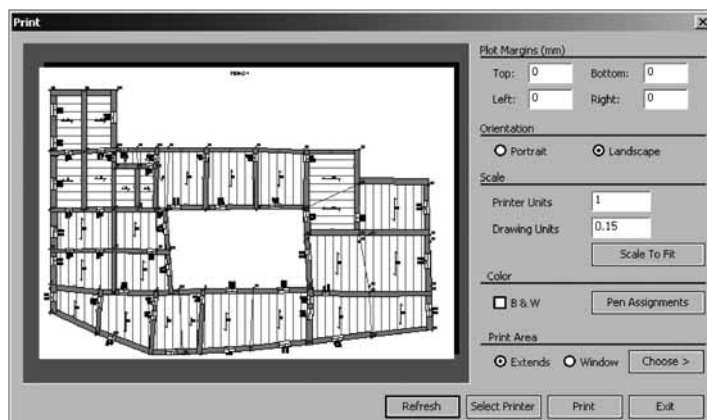 Print
Plot Margins (mm)
Top: 0 Bottom: 0
Left: 0 Right: 0
Orientation
Portrait Landscape
Scale
Printer Units 1
Drawing Units 0.15
Scale To Fit
Color
B & W Pen Assignments
Print Area
Extends Window Choose >
Refresh Select Printer Print Exit